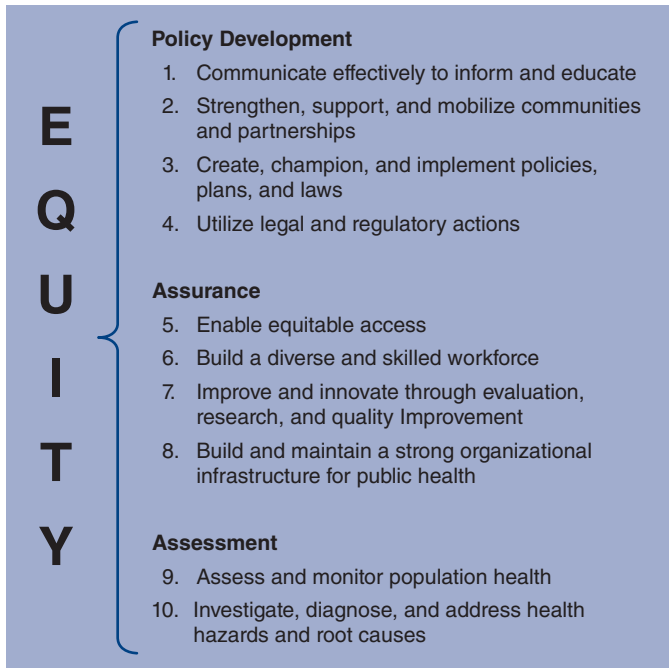 EQUITY
Policy Development
1. Communicate effectively to inform and educate
2. Strengthen, support, and mobilize communities
and partnerships
3. Create, champion, and implement policies,
plans, and laws
4. Utilize legal and regulatory actions
Assurance
5. Enable equitable access
6. Build a diverse and skilled workforce
7. Improve and innovate through evaluation,
research, and quality Improvement
8. Build and maintain a strong organizational
infrastructure for public health
Assessment
9. Assess and monitor population health
10. Investigate, diagnose, and address health
hazards and root causes